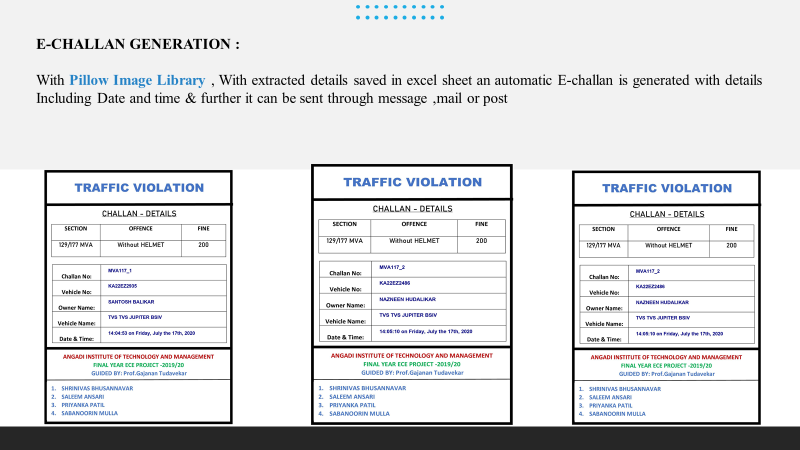 E-CHALLAN GENERATION :
With Pillow Image Library , With extracted details saved in excel sheet an automatic E-challan is generated with details
Including Date and time & further it can be sent through message ,mail or post
TRAFFIC VIOLATION
CHALLAN - DETAILS
SECTION OFFENCE FINE
129/177 MVA Without HELMET 200
Challan No: MVA117_1
Vehicle No: KA22EZ2935
Owner Name: SANTOSH BALIKAR
Vehicle Name: TVS TVS JUPITER BSIV
Date & Time: 14:04:53 on Friday, July the 17th, 2020
ANGADI INSTITUTE OF TECHNOLOGY AND MANAGEMENT
FINAL YEAR ECE PROJECT -2019/20
GUIDED BY: Prof.Gajanan Tudavekar
1. SHRINIVAS BHUSANNAVAR
2. SALEEM ANSARI
3. PRIYANKA PATIL
4. SABANOORIN MULLA
TRAFFIC VIOLATION
CHALLAN - DETAILS
SECTION OFFENCE FINE
129/177 MVA Without HELMET 200
Challan No: MVA117_2
Vehicle No: KA22EZ2486
Owner Name: NAZNEEN HUDALIKAR
Vehicle Name: TVS TVS JUPITER BSIV
Date & Time: 14:05:10 on Friday, July the 17th, 2020
ANGADI INSTITUTE OF TECHNOLOGY AND MANAGEMENT
FINAL YEAR ECE PROJECT -2019/20
GUIDED BY: Prof.Gajanan Tudavekar
1. SHRINIVAS BHUSANNAVAR
2. SALEEM ANSARI
3. PRIYANKA PATIL
4. SABANOORIN MULLA
TRAFFIC VIOLATION
CHALLAN - DETAILS
SECTION OFFENCE FINE
129/177 MVA Without HELMET 200
Challan No: MVA117_2
Vehicle No: KA22EZ2486
Owner Name: NAZNEEN HUDALIKAR
Vehicle Name: TVS TVS JUPITER BSIV
Date & Time: 14:05:10 on Friday, July the 17th, 2020
ANGADI INSTITUTE OF TECHNOLOGY AND MANAGEMENT
FINAL YEAR ECE PROJECT -2019/20
GUIDED BY: Prof.Gajanan Tudavekar
1. SHRINIVAS BHUSANNAVAR
2. SALEEM ANSARI
3. PRIYANKA PATIL
4. SABANOORIN MULLA